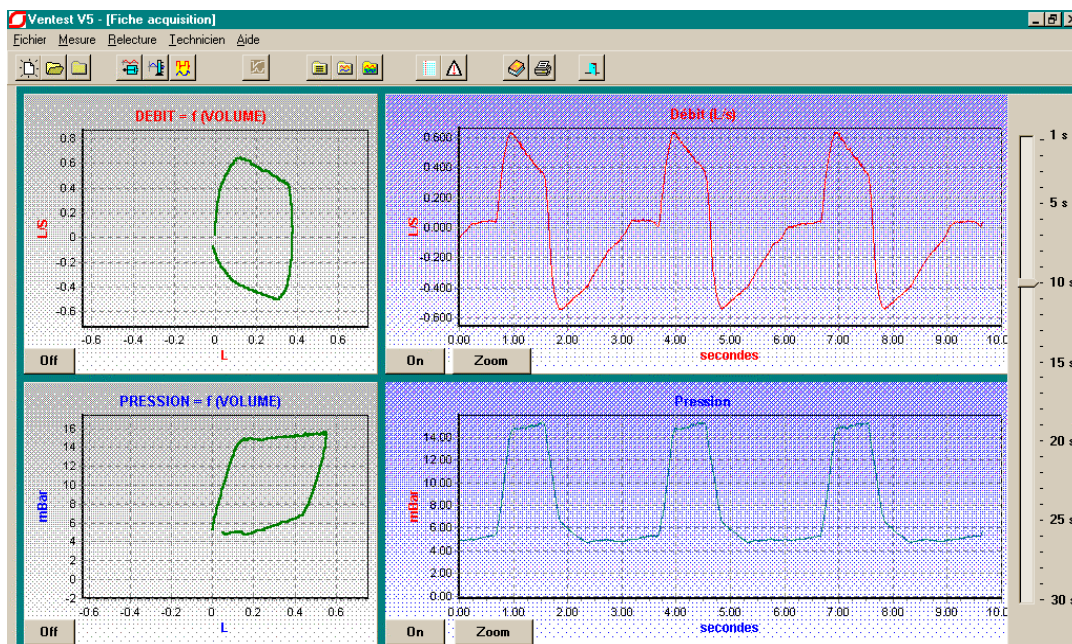 Ventest V5 - [Fiche acquisition]
Fichier Mesure Relecture Technicien Aide
DEBIT = f (VOLUME)
0.8
0.6
0.4
0.2
0
-0.2
-0.4
-0.6
L/S
-0.6 -0.4 -0.2 0 0.2 0.4 0.6
L
Off
Débit (L/s)
0.600
0.400
0.200
0.000
-0.200
-0.400
-0.600
L/S
0.00 1.00 2.00 3.00 4.00 5.00 6.00 7.00 8.00 9.00 10.0
secondes
On Zoom
PRESSION = f (VOLUME)
16
14
12
10
8
6
4
2
0
-2
mBar
-0.6 -0.4 -0.2 0 0.2 0.4 0.6
L
Off
Pression
14.00
12.00
10.00
8.00
6.00
4.00
2.00
0.00
mBar
0.00 1.00 2.00 3.00 4.00 5.00 6.00 7.00 8.00 9.00 10.0
secondes
On Zoom
1 s
5 s
10 s
15 s
20 s
25 s
30 s